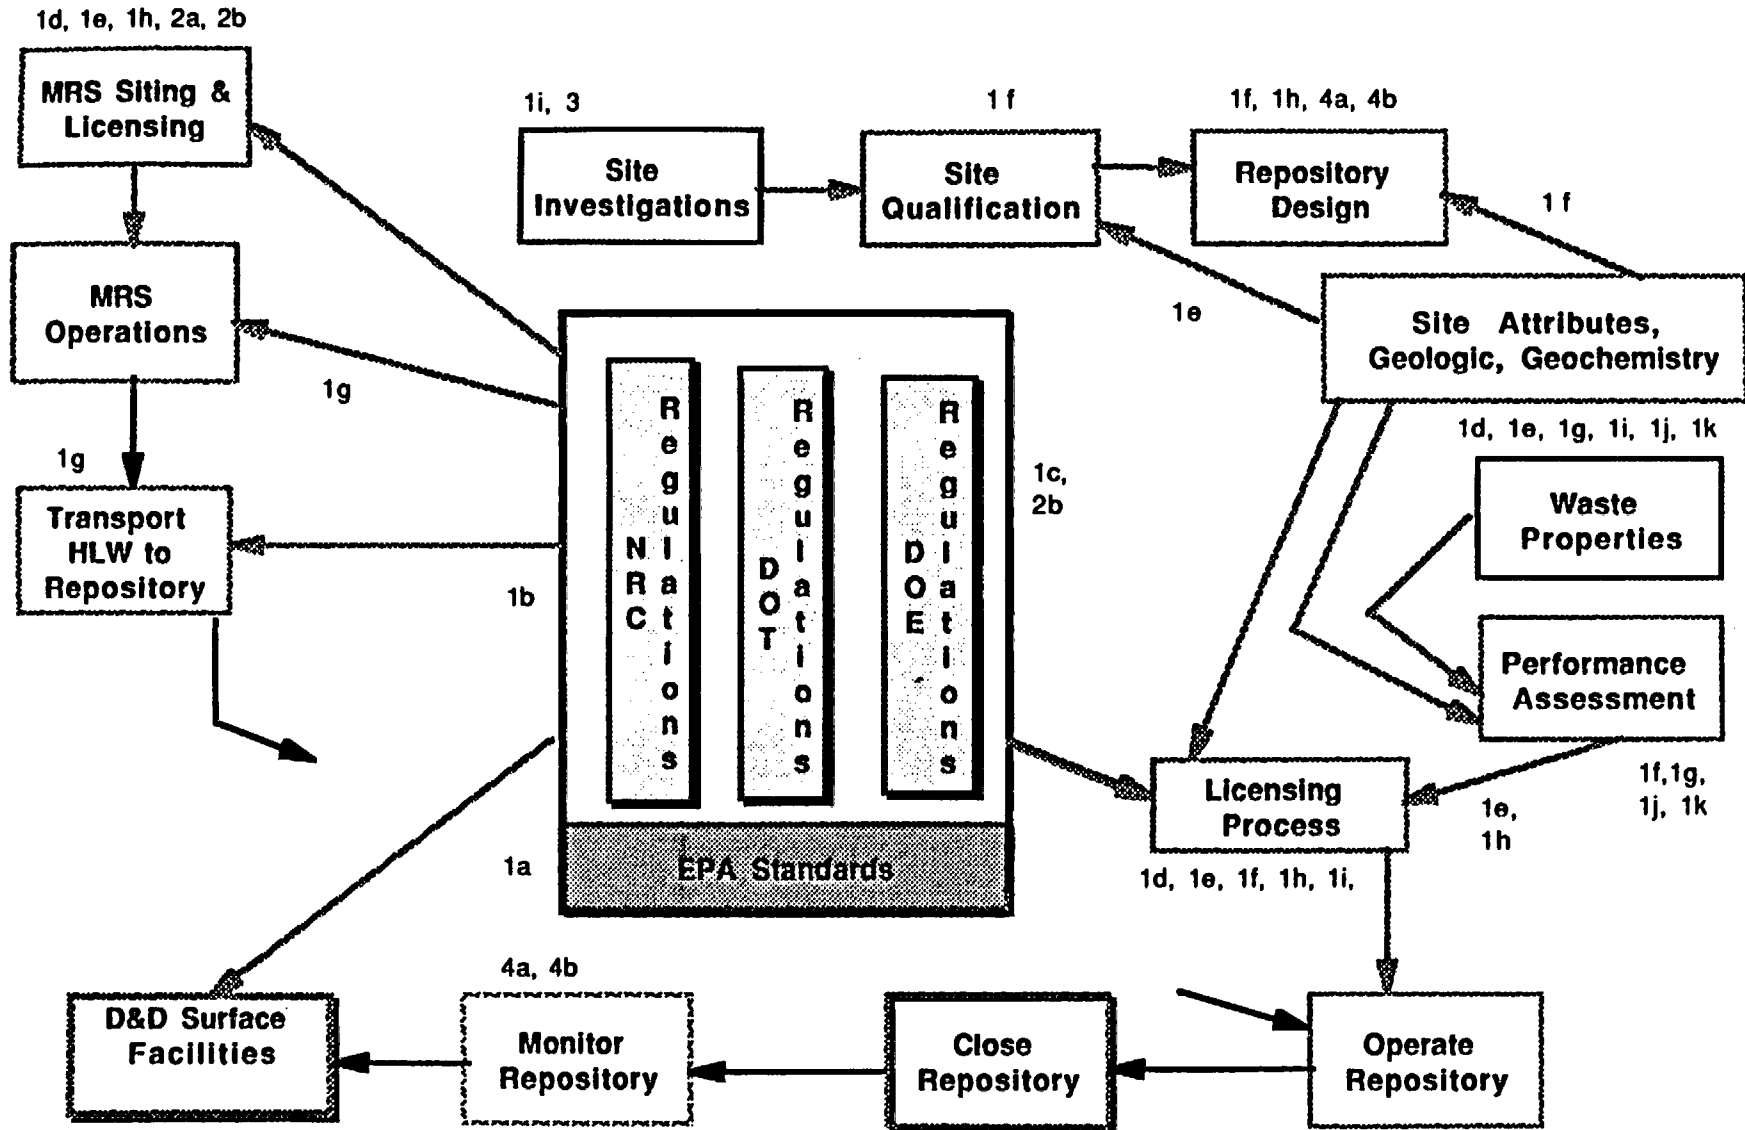 1d, 1e, 1h, 2a, 2b
MRS Siting &
Licensing
1i, 3
Site
Investigations
1f
Site
Qualification
1f, 1h, 4a, 4b
Repository
Design
1f
MRS
Operations
1g
1e
Site Attributes,
Geologic, Geochemistry
1d, 1e, 1g, 1i, 1j, 1k
1g
Transport
HLW to
Repository
1b
NRC
Regulations
DOT
Regulations
DOE
Regulations
1c,
2b
Waste
Properties
Performance
Assessment
1f,1g,
1j, 1k
1e,
1h
Licensing
Process
1d, 1e, 1f, 1h, 1i,
1a
EPA Standards
D&D Surface
Facilities
4a, 4b
Monitor
Repository
Close
Repository
Operate
Repository